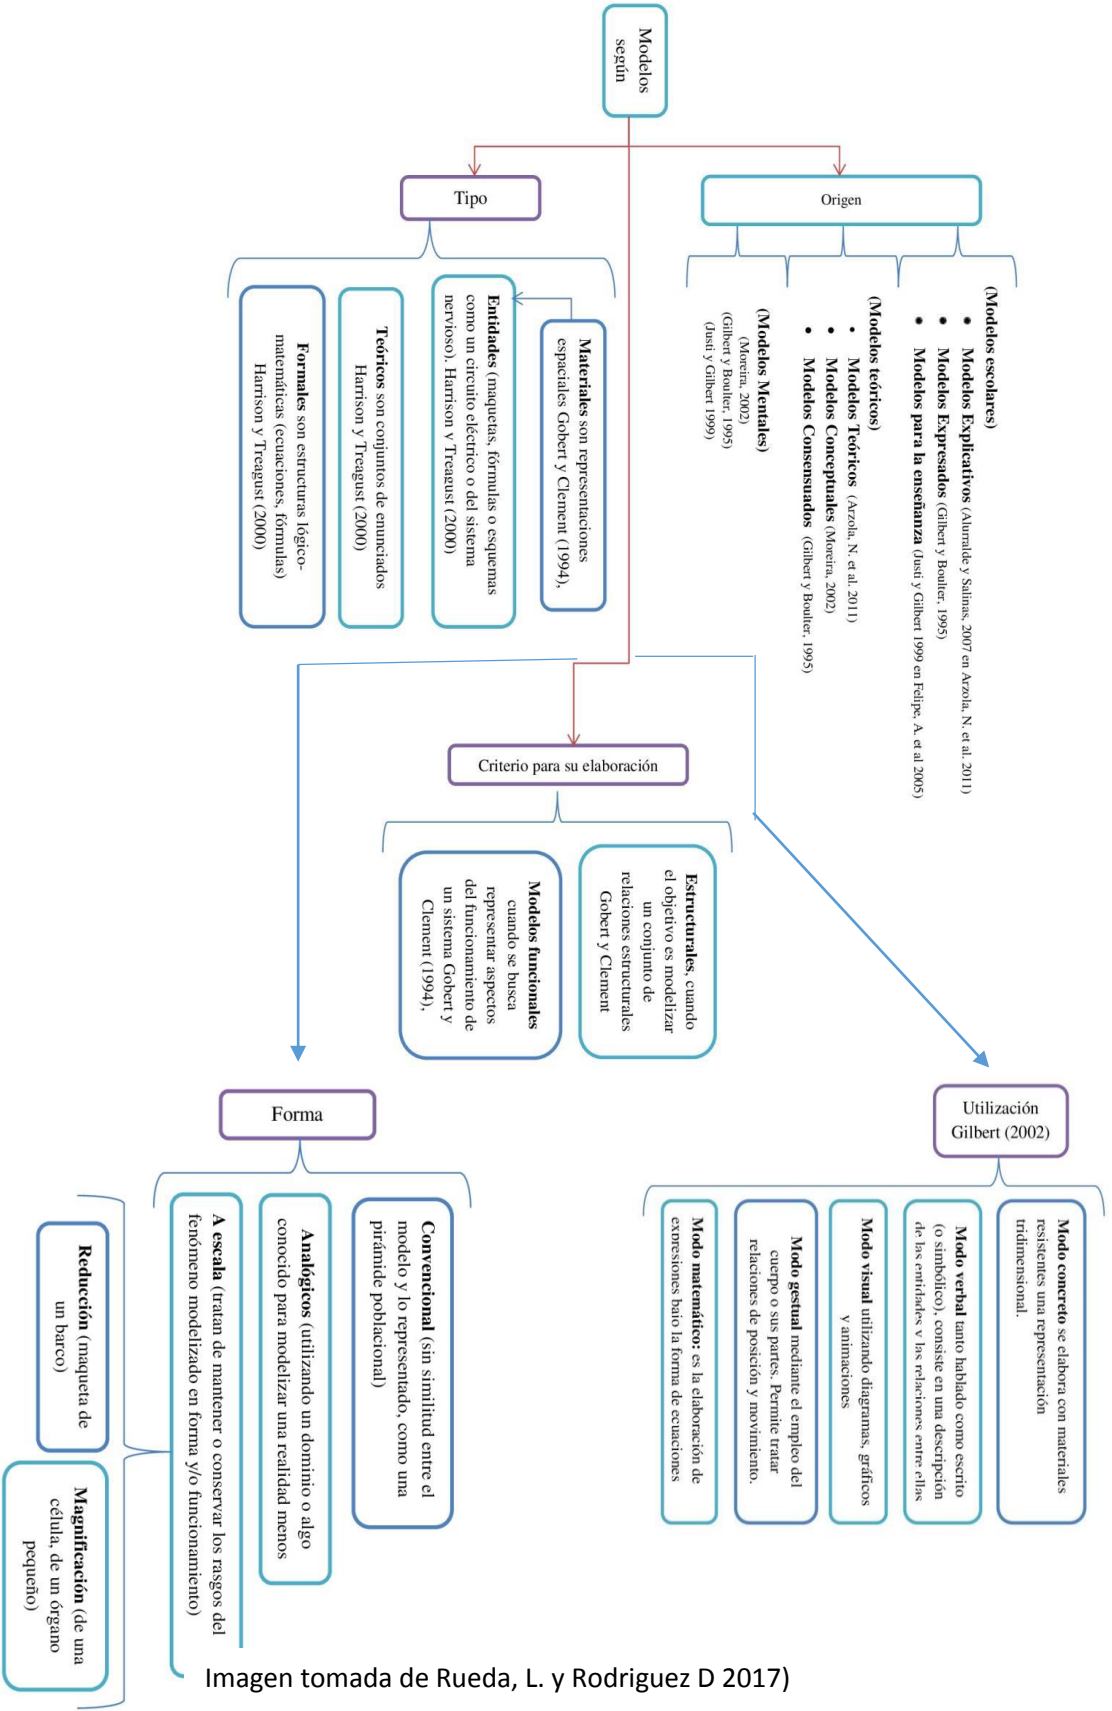 Modelos
según
Origen
(Modelos escolares)
• Modelos Explicativos (Alurralde y Salinas, 2007 en Arzola, N. et al. 2011)
• Modelos Expresados (Gilbert y Boulter, 1995)
• Modelos para la enseñanza (Justi y Gilbert 1999 en Felipe, A. et al 2005)
(Modelos teóricos)
• Modelos Teóricos (Arzola, N. et al. 2011)
• Modelos Conceptuales (Moreira, 2002)
• Modelos Consensuados (Gilbert y Boulter, 1995)
(Modelos Mentales)
(Moreira, 2002)
(Gilbert y Boulter, 1995)
(Justi y Gilbert 1999)
Tipo
Materiales son representaciones
espaciales Gobert y Clement (1994),
Entidades (maquetas, fórmulas o esquemas
como un circuito eléctrico o del sistema
nervioso). Harrison y Treagust (2000)
Teóricos son conjuntos de enunciados
Harrison y Treagust (2000)
Formales son estructuras lógico-
matemáticas (ecuaciones, fórmulas)
Harrison y Treagust (2000)
Criterio para su elaboración
Estructurales, cuando
el objetivo es modelizar
un conjunto de
relaciones estructurales
Gobert y Clement
Modelos funcionales
cuando se busca
representar aspectos
del funcionamiento de
un sistema Gobert y
Clement (1994),
Utilización
Gilbert (2002)
Modo concreto se elabora con materiales
resistentes una representación
tridimensional.
Modo verbal tanto hablado como escrito
(o simbólico), consiste en una descripción
de las entidades y las relaciones entre ellas
Modo visual utilizando diagramas, gráficos
y animaciones
Modo gestual mediante el empleo del
cuerpo o sus partes. Permite tratar
relaciones de posición y movimiento.
Modo matemático: es la elaboración de
expresiones bajo la forma de ecuaciones
Forma
Convencional (sin similitud entre el
modelo y lo representado, como una
pirámide poblacional)
Analógicos (utilizando un dominio o algo
conocido para modelizar una realidad menos
A escala (tratan de mantener o conservar los rasgos del
fenómeno modelizado en forma y/o funcionamiento)
Reducción (maqueta de
un barco)
Magnificación (de una
célula, de un órgano
pequeño)
Imagen tomada de Rueda, L. y Rodriguez D 2017)